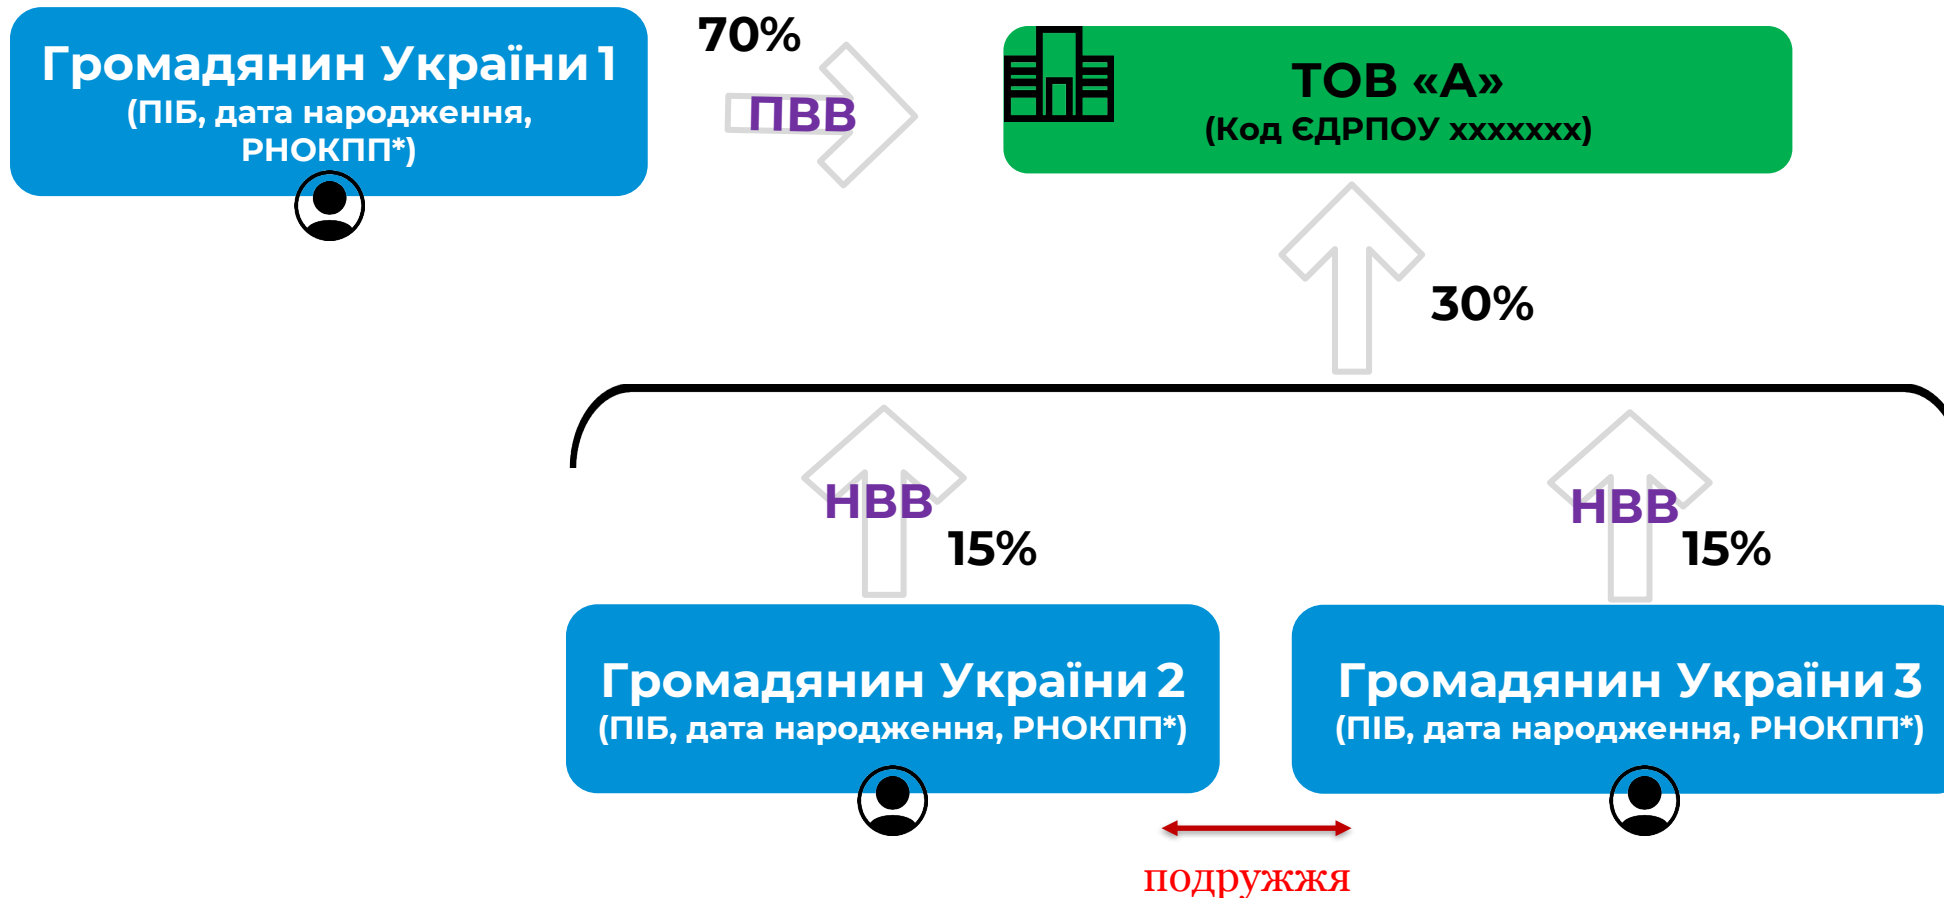 Громадянин України 1
(ПІБ, дата народження,
РНОКПП*)
70%
ПВВ
ТОВ «А»
(Код ЄДРПОУ xxxxxxx)
30%
НВВ
15%
НВВ
15%
Громадянин України 2
(ПІБ, дата народження, РНОКПП*)
Громадянин України 3
(ПІБ, дата народження, РНОКПП*)
подружжя